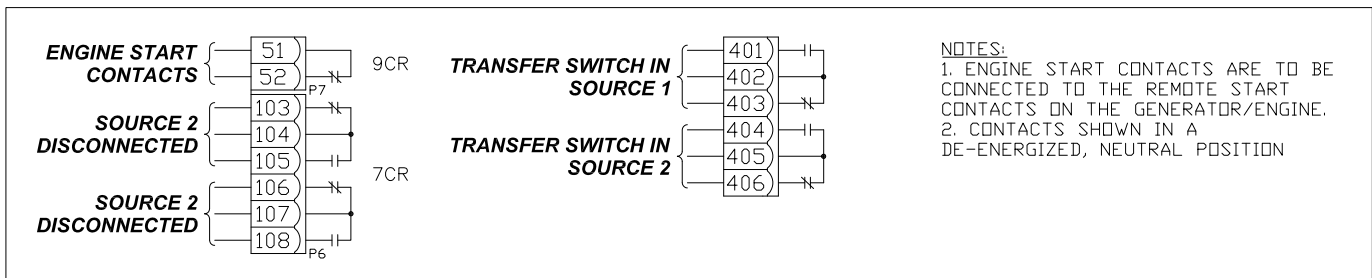 ENGINE START
CONTACTS
51
52
P7
9CR
SOURCE 2
DISCONNECTED
103
104
105
7CR
SOURCE 2
DISCONNECTED
106
107
108
P6
TRANSFER SWITCH IN
SOURCE 1
401
402
403
TRANSFER SWITCH IN
SOURCE 2
404
405
406
NOTES:
1. ENGINE START CONTACTS ARE TO BE
CONNECTED TO THE REMOTE START
CONTACTS ON THE GENERATOR/ENGINE.
2. CONTACTS SHOWN IN A
DE-ENERGIZED, NEUTRAL POSITION